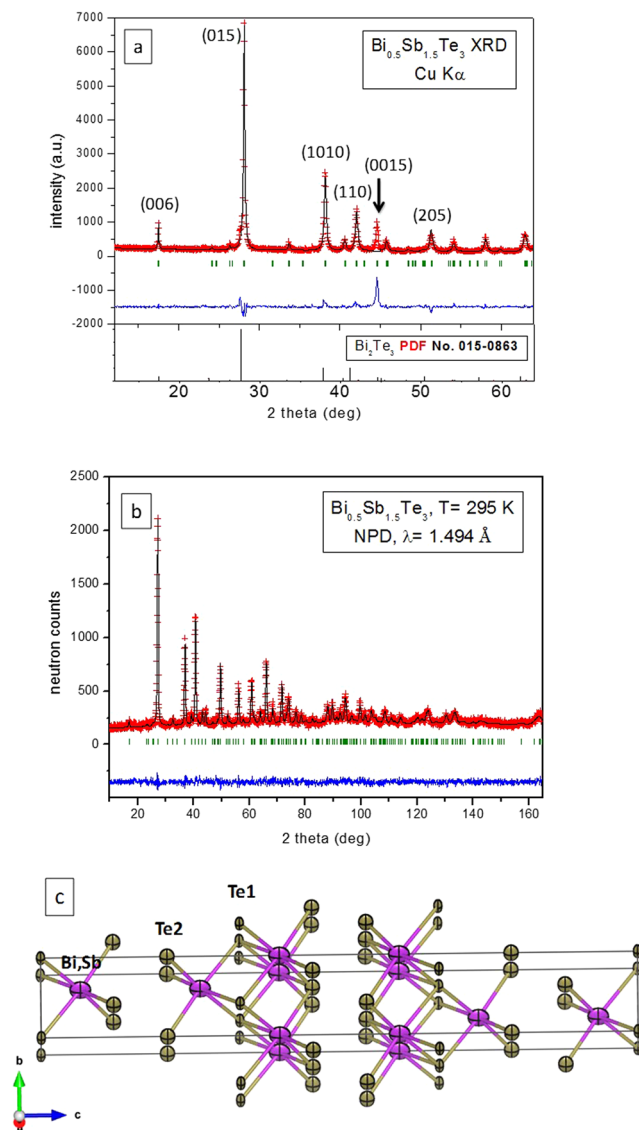 a
Bi0.5Sb1.5Te3 XRD
Cu Kα
(015)
(006)
(1010)
(110)
(0015)
(205)
7000
6000
5000
4000
3000
2000
1000
0
-1000
-2000
intensity (a.u.)
Bi2Te3 PDF No. 015-0863
20 30 40 50 60
2 theta (deg)
b
Bi0.5Sb1.5Te3, T= 295 K
NPD, λ= 1.494 Å
2500
2000
1500
1000
500
250
0
neutron counts
20 40 60 80 100 120 140 160
2 theta (deg)
c
Te1
Te2
Bi,Sb
b
c